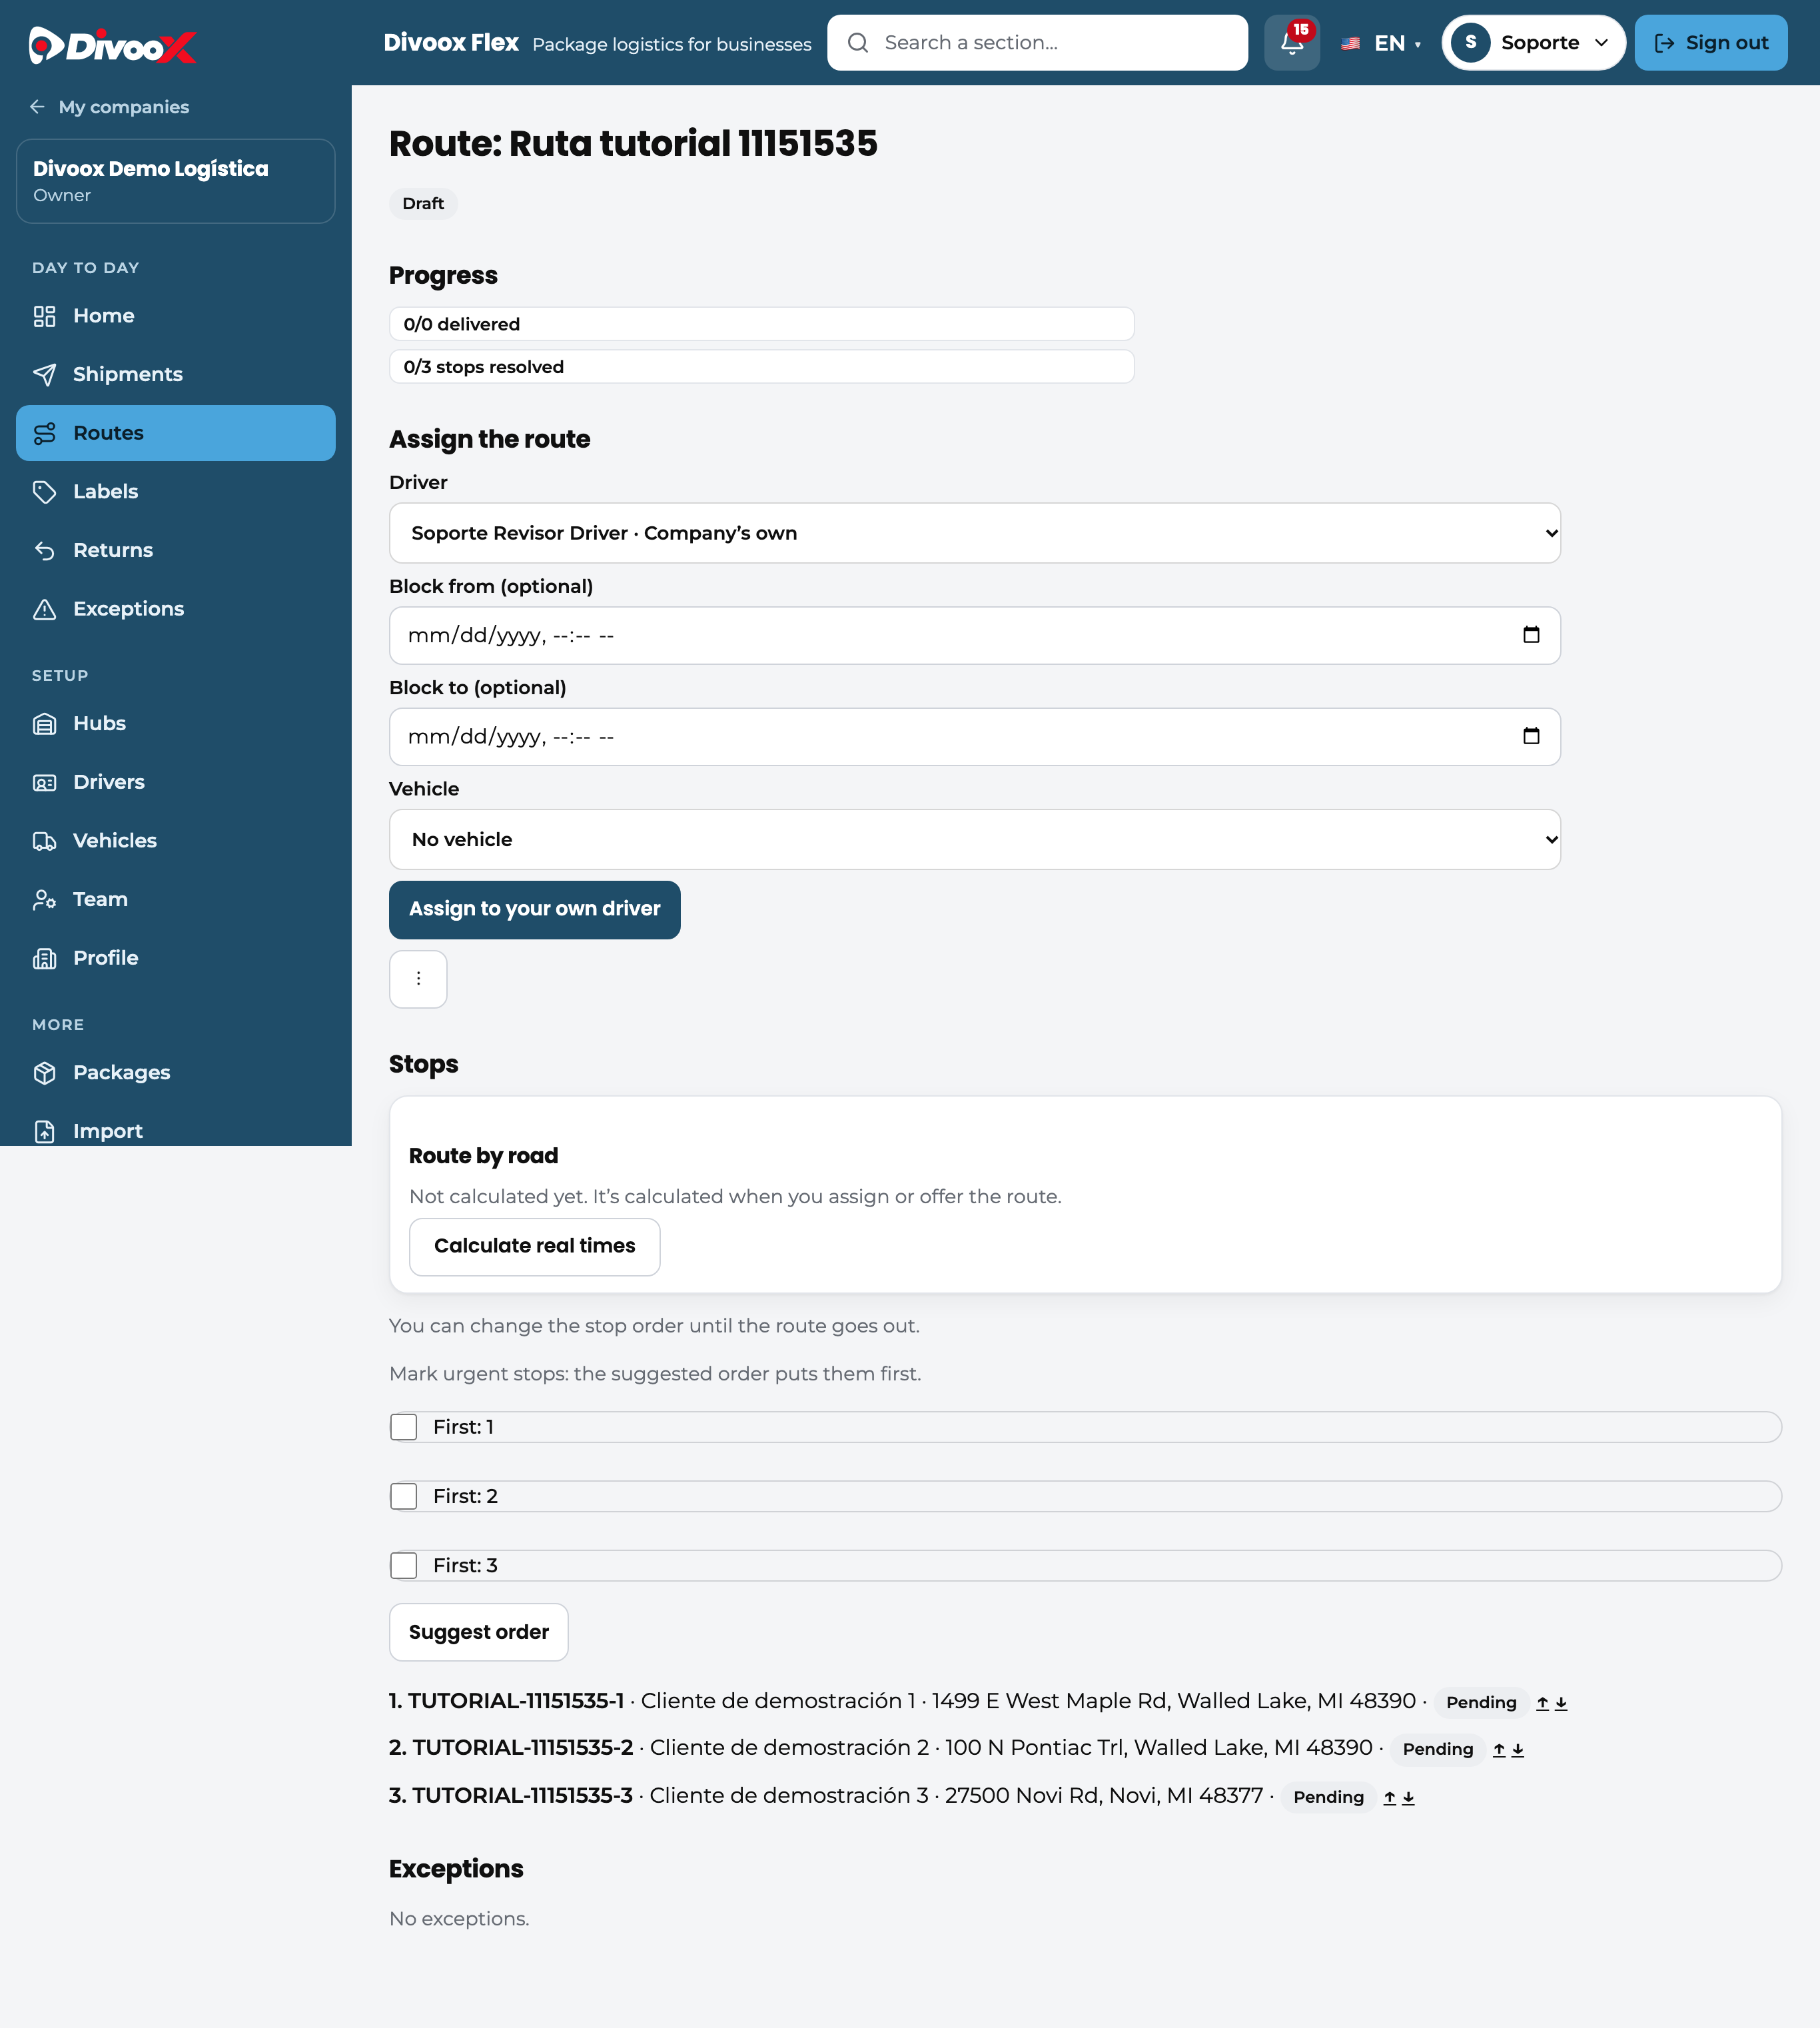 DivooX
Divoox Flex Package logistics for businesses
Search a section...
15
EN
S Soporte
Sign out
My companies
Divoox Demo Logística
Owner
DAY TO DAY
Home
Shipments
Routes
Labels
Returns
Exceptions
SETUP
Hubs
Drivers
Vehicles
Team
Profile
MORE
Packages
Import
Route: Ruta tutorial 11151535
Draft
Progress
0/0 delivered
0/3 stops resolved
Assign the route
Driver
Soporte Revisor Driver · Company’s own
Block from (optional)
mm/dd/yyyy, --:-- --
Block to (optional)
mm/dd/yyyy, --:-- --
Vehicle
No vehicle
Assign to your own driver
⋮
Stops
Route by road
Not calculated yet. It’s calculated when you assign or offer the route.
Calculate real times
You can change the stop order until the route goes out.
Mark urgent stops: the suggested order puts them first.
First: 1
First: 2
First: 3
Suggest order
1. TUTORIAL-11151535-1 · Cliente de demostración 1 · 1499 E West Maple Rd, Walled Lake, MI 48390 · Pending ↑ ↓
2. TUTORIAL-11151535-2 · Cliente de demostración 2 · 100 N Pontiac Trl, Walled Lake, MI 48390 · Pending ↑ ↓
3. TUTORIAL-11151535-3 · Cliente de demostración 3 · 27500 Novi Rd, Novi, MI 48377 · Pending ↑ ↓
Exceptions
No exceptions.